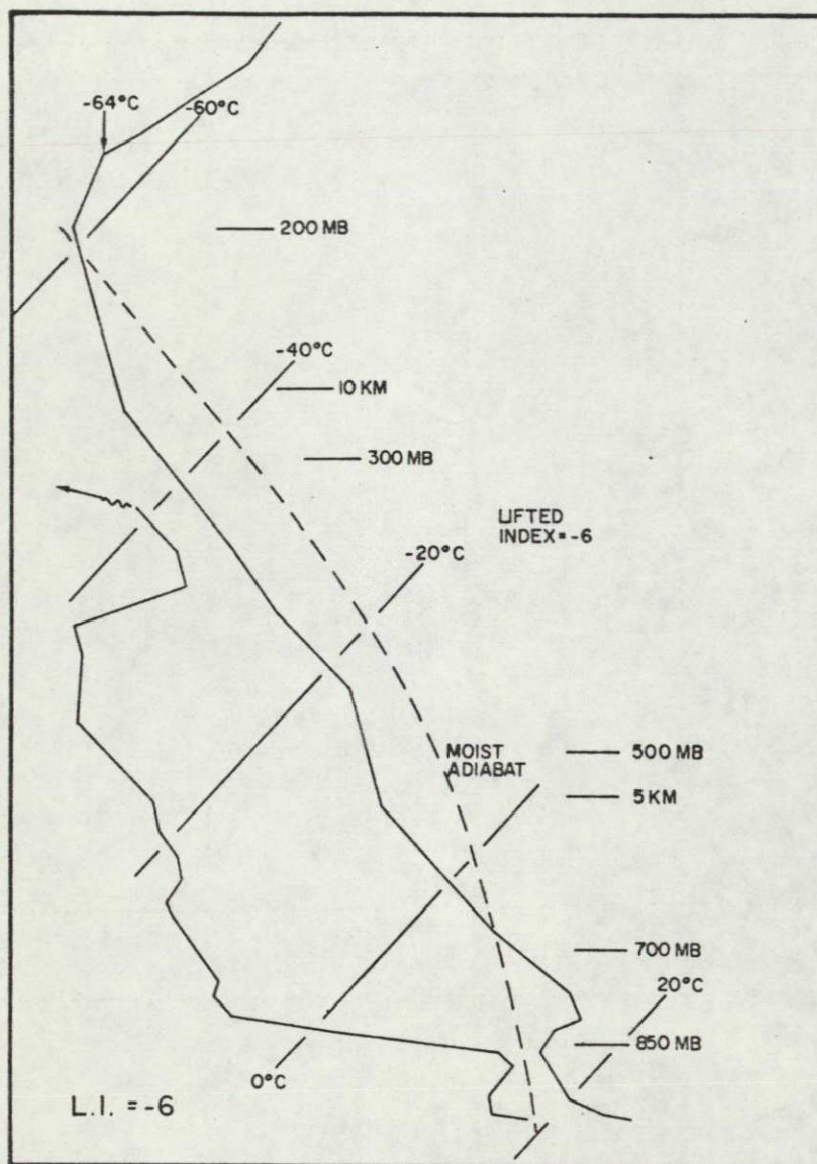 -64°C
-60°C
200 MB
-40°C
10 KM
300 MB
LIFTED
INDEX = -6
-20°C
MOIST
ADIABAT
500 MB
5 KM
700 MB
20°C
850 MB
0°C
L.I. = -6